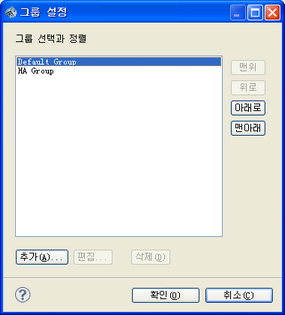 그룹 설정
그룹 선택과 정렬
Default Group
HA Group
맨위
위로
아래로
맨아래
추가(A)...
편집...
삭제(D)
확인(O)
취소(C)